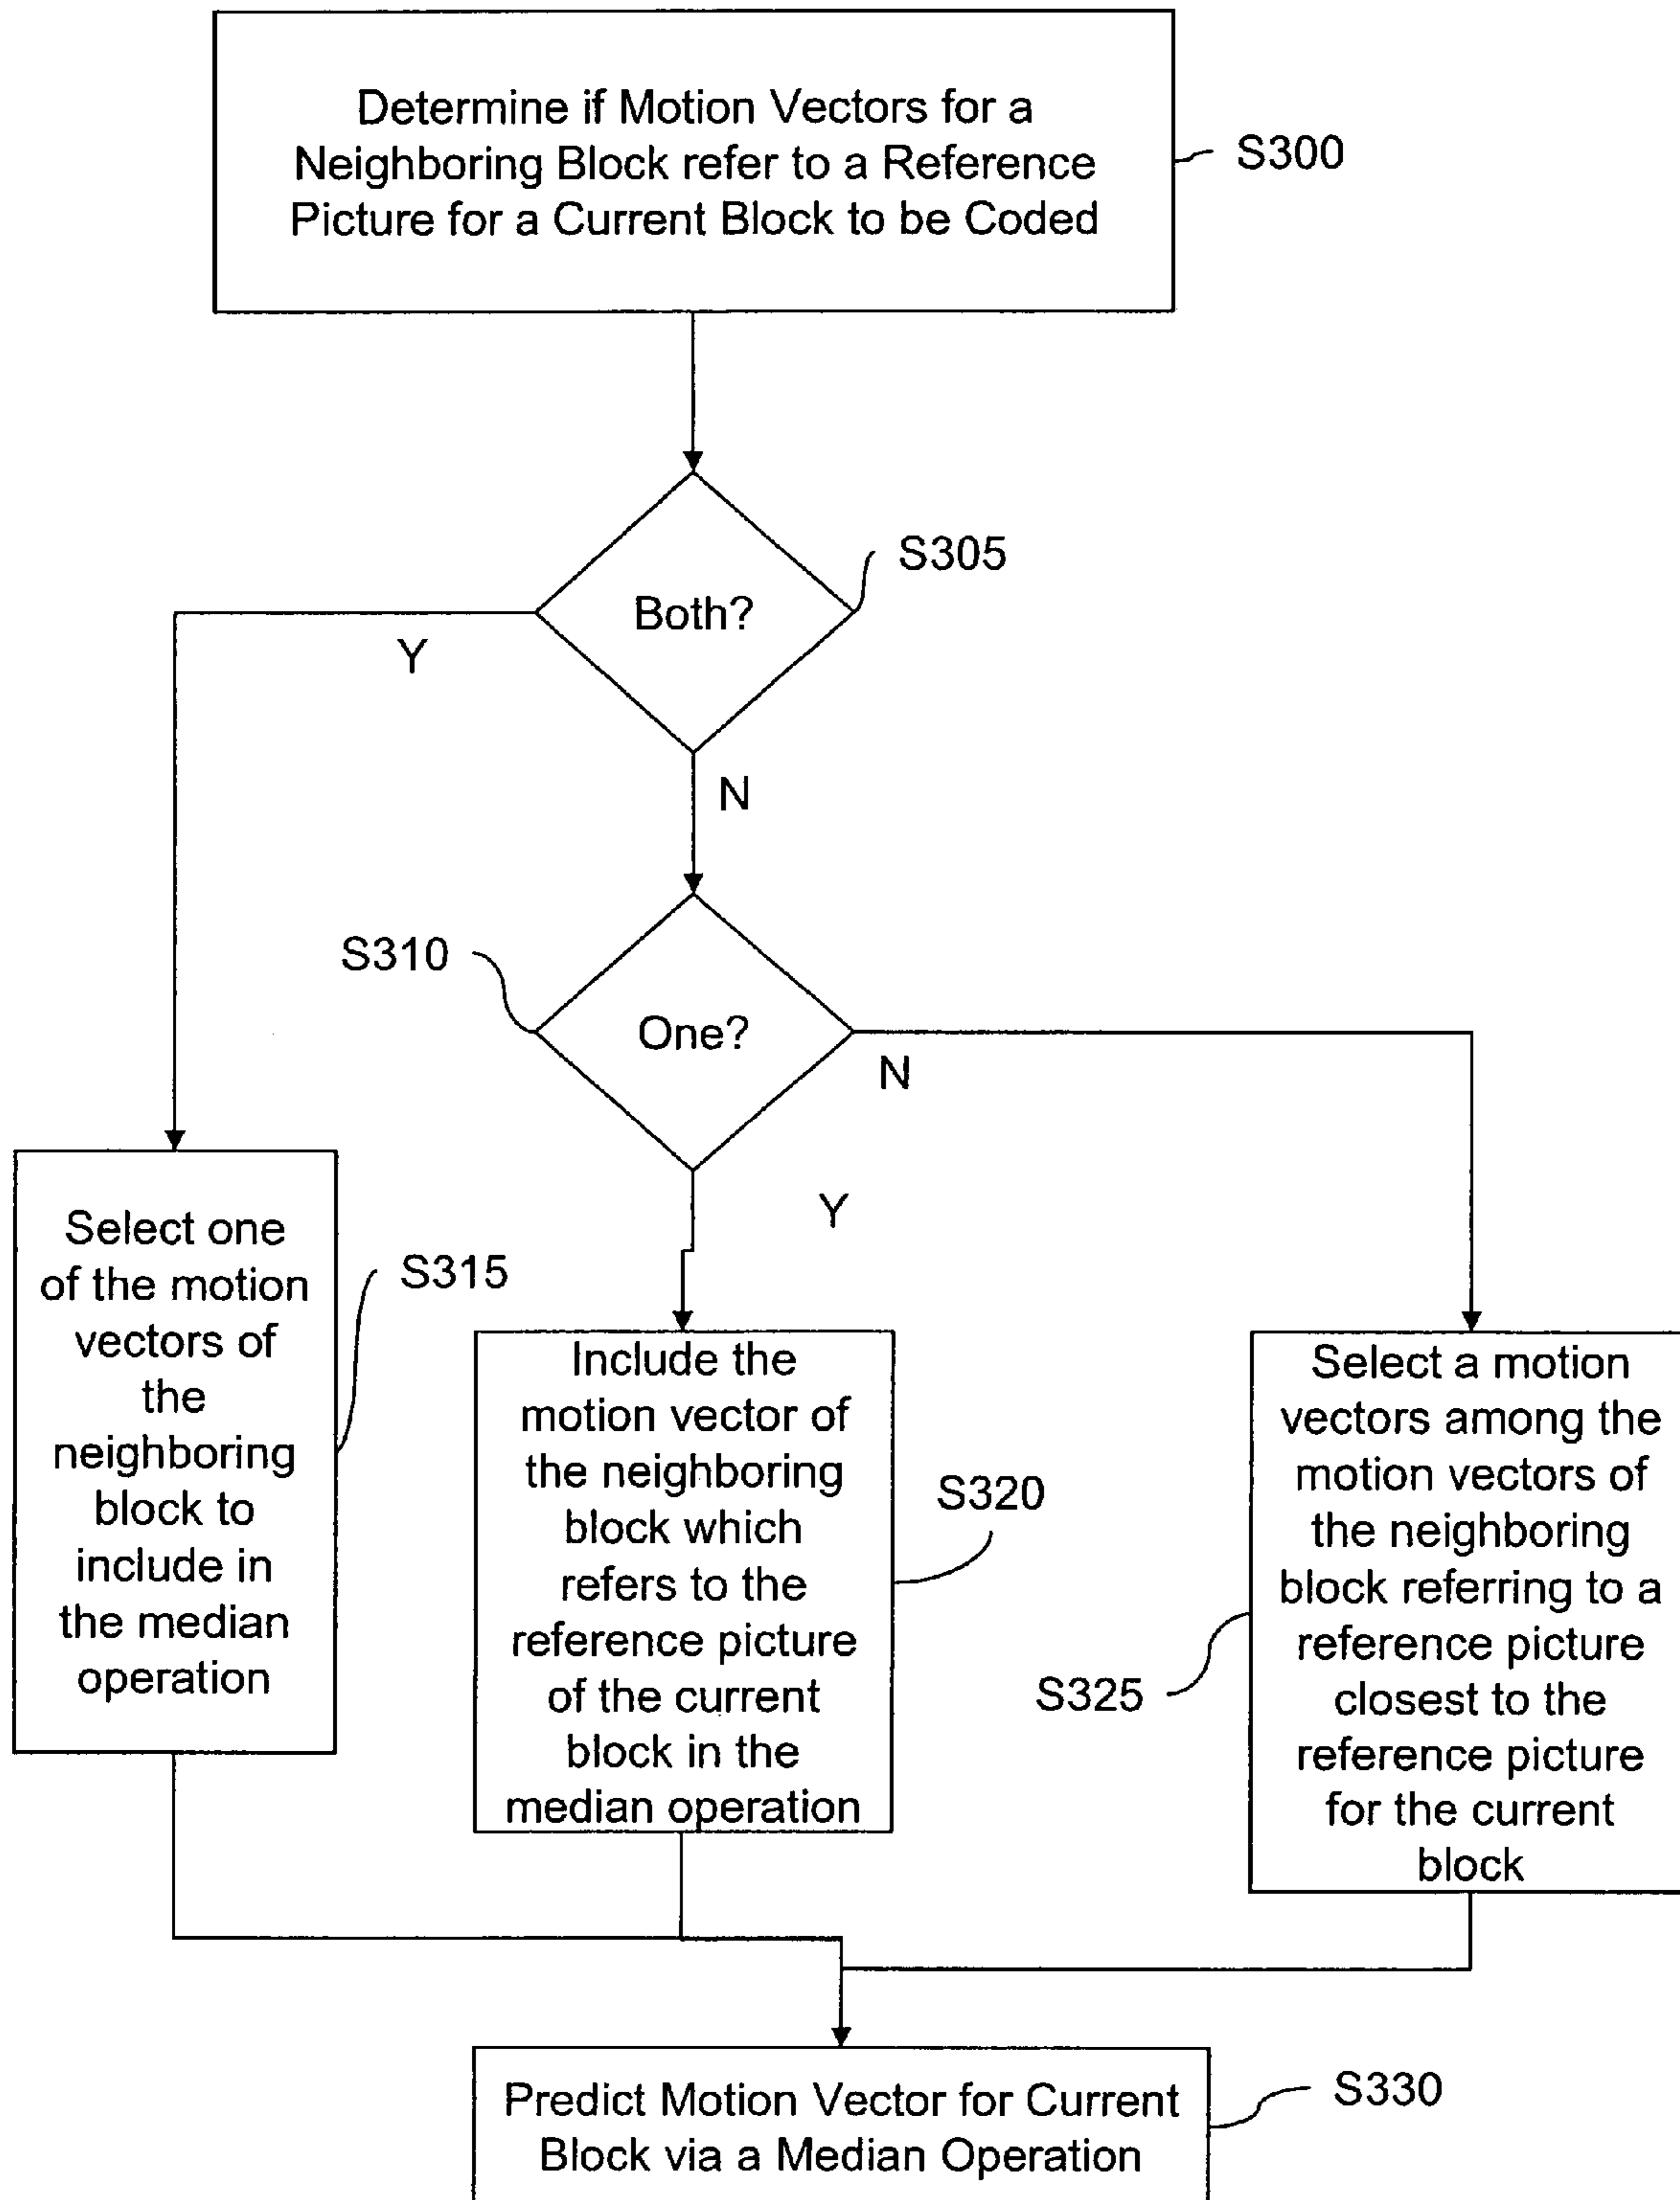 Determine if Motion Vectors for a
Neighboring Block refer to a Reference
Picture for a Current Block to be Coded
S300
S305
Both?
Y
N
S310
One?
N
Y
Select one
of the motion
vectors of
the
neighboring
block to
include in
the median
operation
S315
Include the
motion vector of
the neighboring
block which
refers to the
reference picture
of the current
block in the
median operation
S320
Select a motion
vectors among the
motion vectors of
the neighboring
block referring to a
reference picture
closest to the
reference picture
for the current
block
S325
Predict Motion Vector for Current
Block via a Median Operation
S330